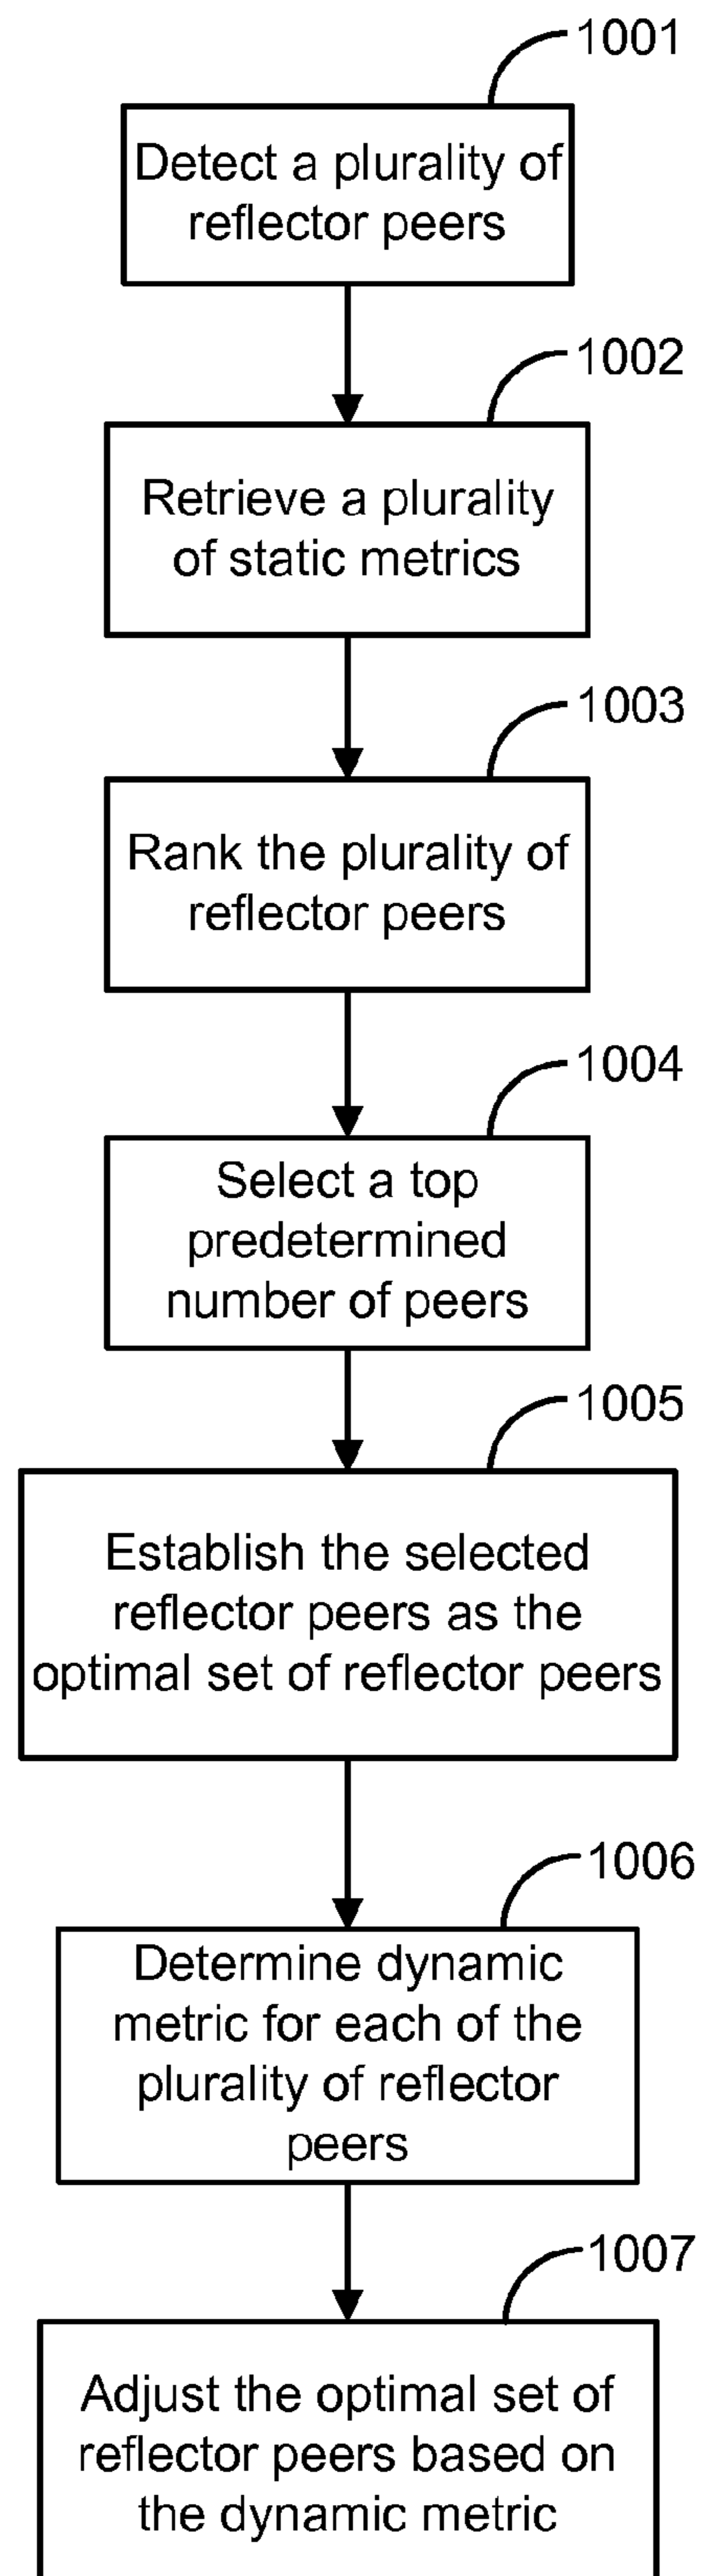 1001
Detect a plurality of
reflector peers
1002
Retrieve a plurality
of static metrics
1003
Rank the plurality of
reflector peers
1004
Select a top
predetermined
number of peers
1005
Establish the selected
reflector peers as the
optimal set of reflector peers
1006
Determine dynamic
metric for each of the
plurality of reflector
peers
1007
Adjust the optimal set of
reflector peers based on
the dynamic metric